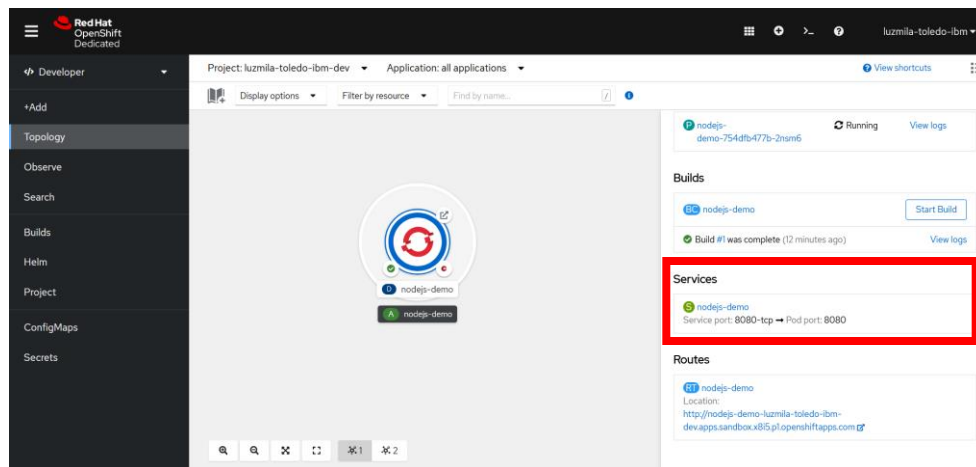 Red Hat
OpenShift
Dedicated
luzmila-toledo-ibm
Developer
Project: luzmila-toledo-ibm-dev
Application: all applications
View shortcuts
+Add
Display options
Filter by resource
Find by name...
/
Topology
Observe
Search
Builds
Helm
Project
ConfigMaps
Secrets
D nodejs-demo
A nodejs-demo
1
2
P nodejs-
demo-754dfb477b-2nsm6
Running
View logs
Builds
BC nodejs-demo
Start Build
Build #1 was complete (12 minutes ago)
View logs
Services
S nodejs-demo
Service port: 8080-tcp → Pod port: 8080
Routes
RT nodejs-demo
Location:
http://nodejs-demo-luzmila-toledo-ibm-
dev.apps.sandbox.x8i5.p1.openshiftapps.com